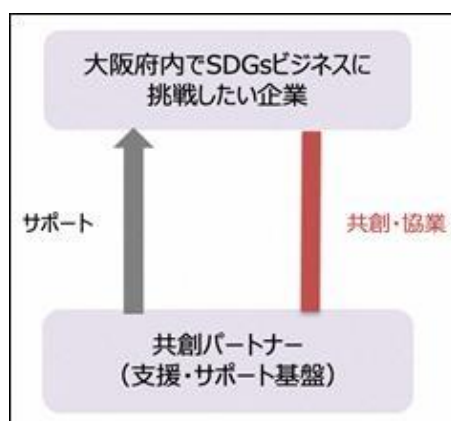 大阪府内でSDGsビジネスに
挑戦したい企業
サポート
共創・協業
共創パートナー
(支援・サポート基盤)